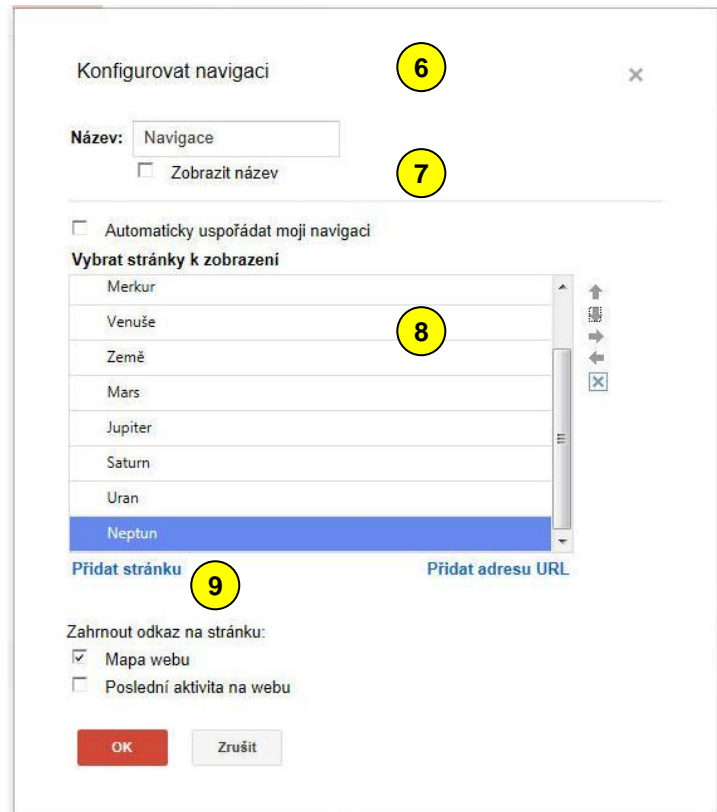 Konfigurovat navigaci 6
Název: Navigace
Zobrazit název 7
Automaticky uspořádat moji navigaci
Vybrat stránky k zobrazení
Merkur
Venuše 8
Země
Mars
Jupiter
Saturn
Uran
Neptun
Přidat stránku Přidat adresu URL
9
Zahrnout odkaz na stránku:
Mapa webu
Poslední aktivita na webu
OK Zrušit